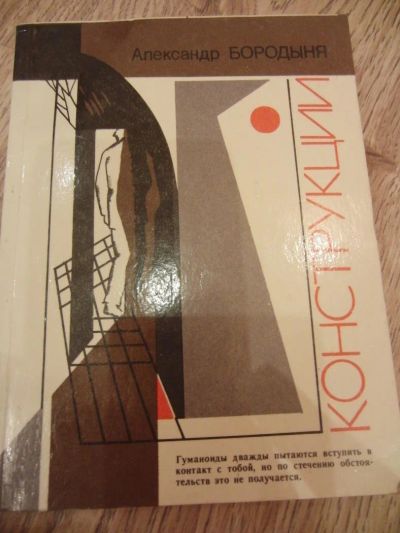 Александр БОРОДЫНЯ
КОНСТРУКЦИИ
Гуманоиды дважды пытаются вступить в
контакт с тобой, но по стечению обстоя-
тельств это не получается.